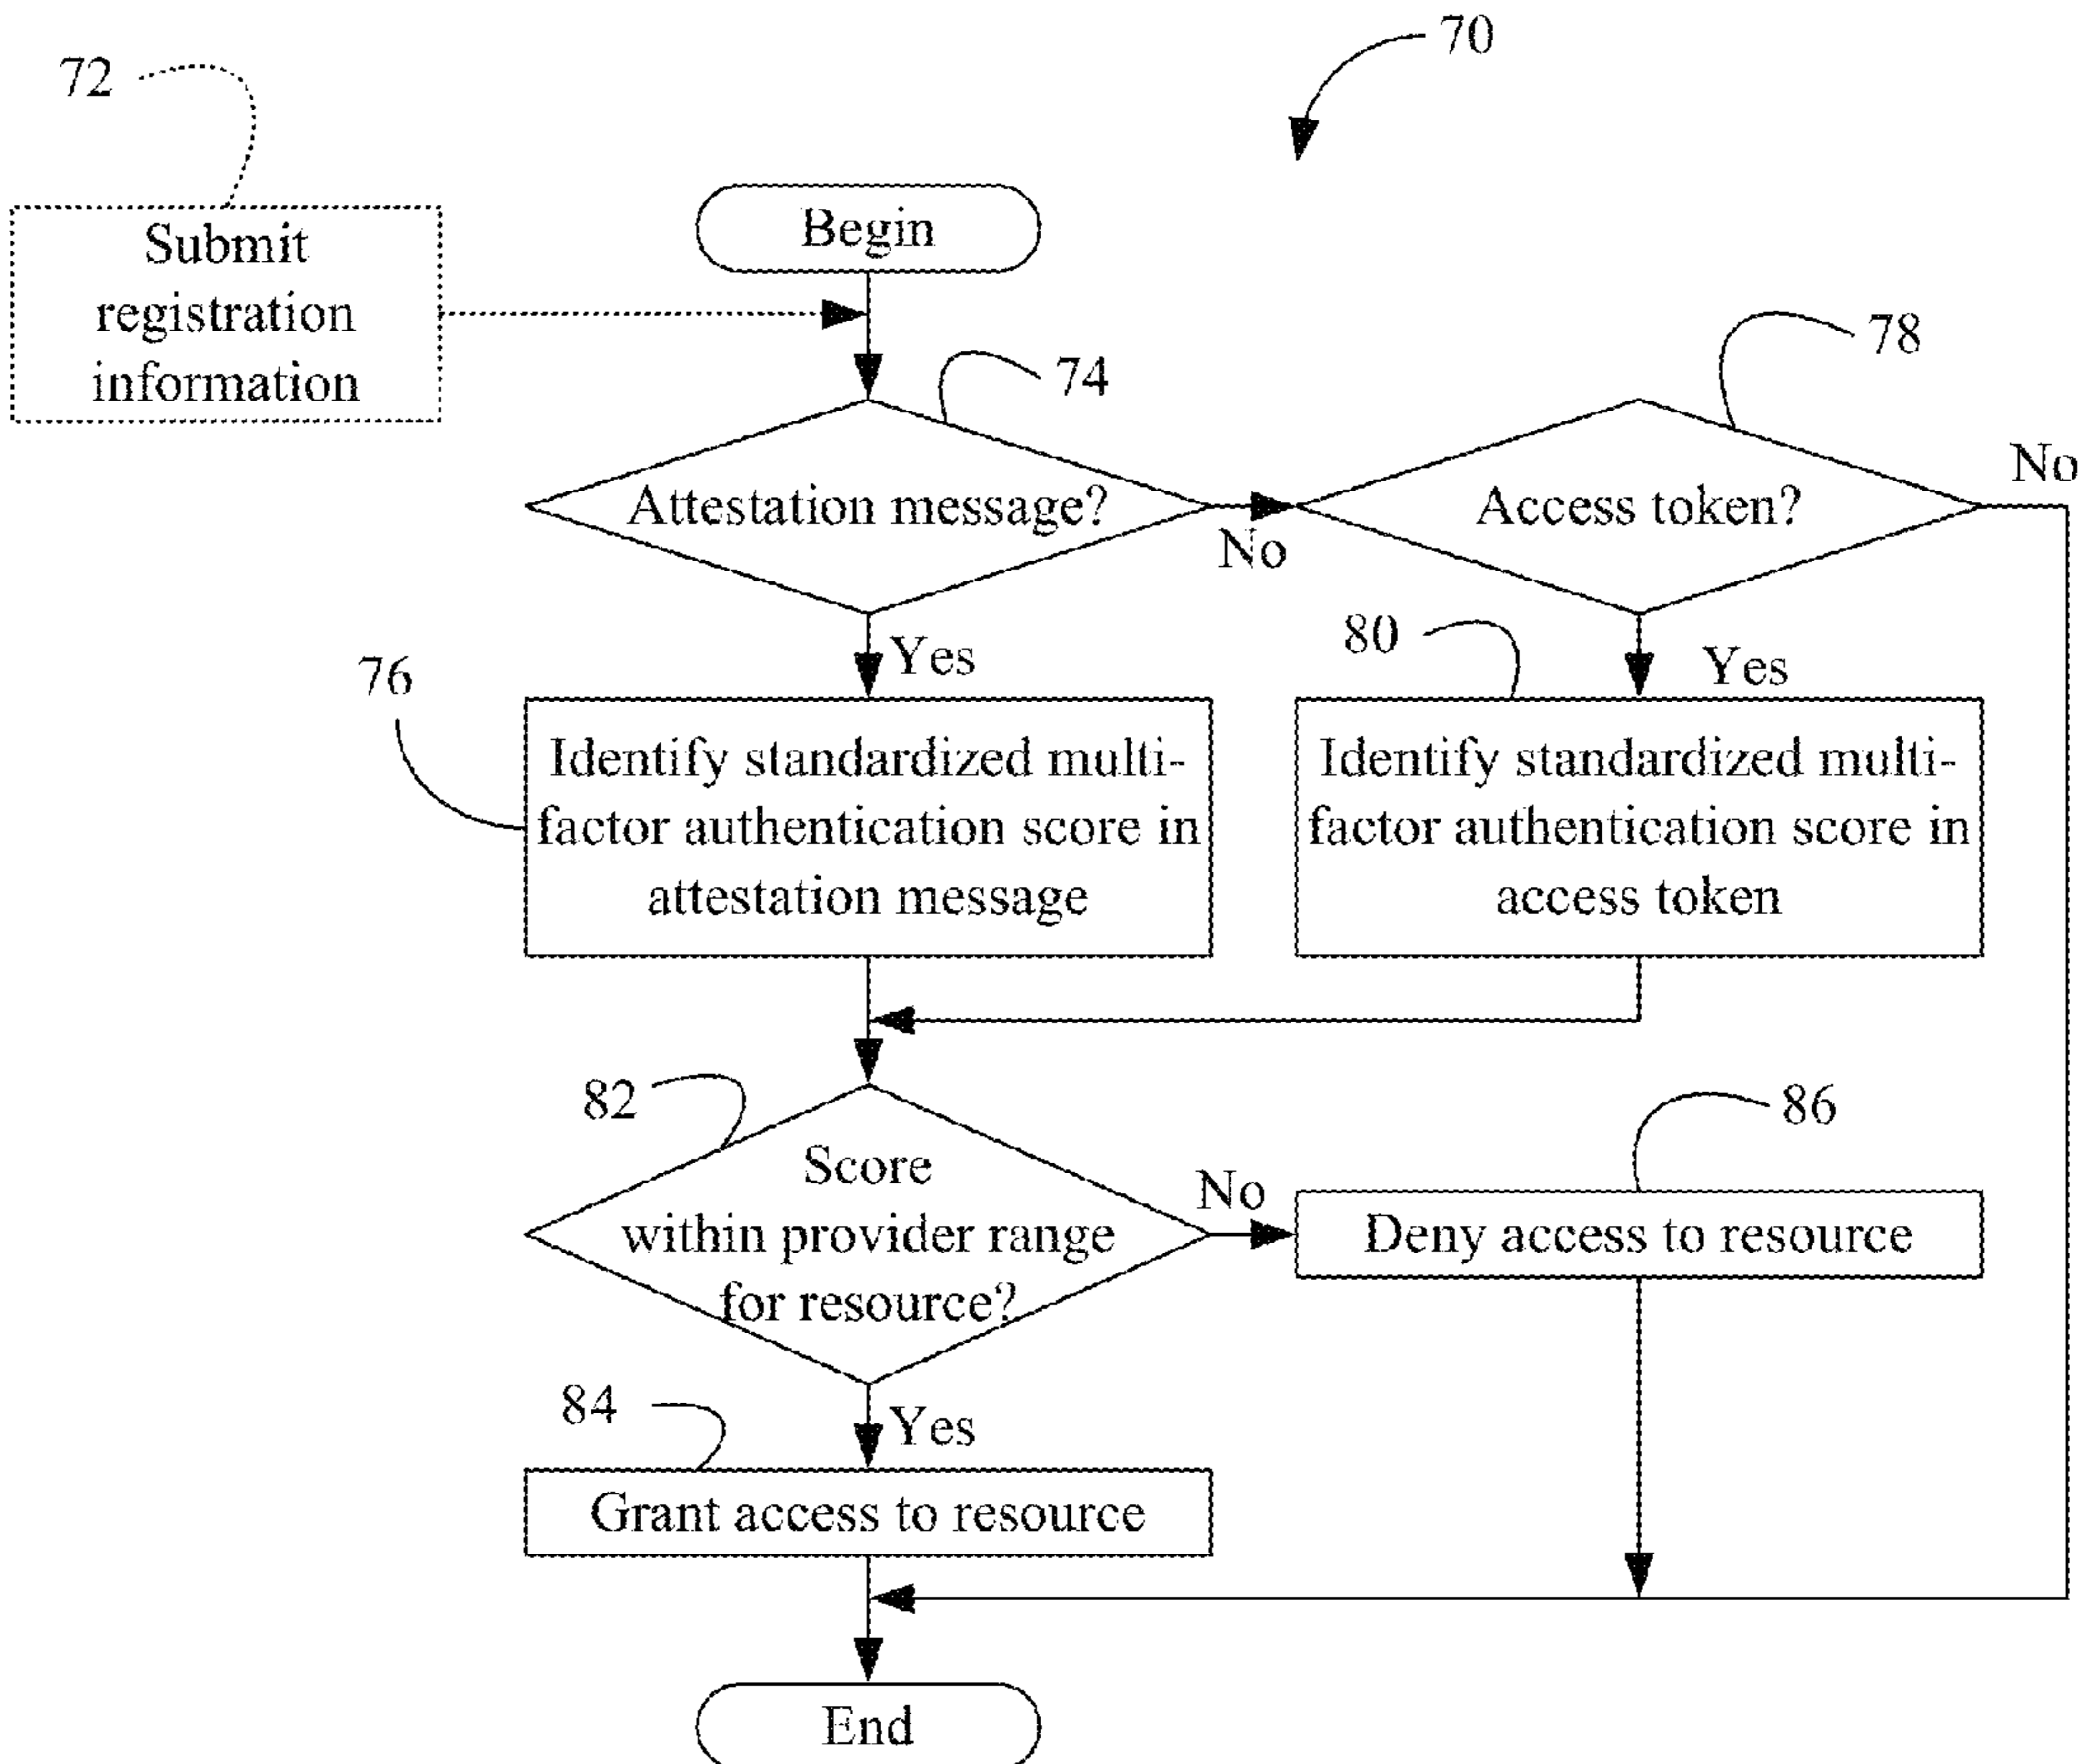 70
72
Submit
registration
information
Begin
74
78
Attestation message?
No
Access token?
No
Yes
80
Yes
76
Identify standardized multi-
factor authentication score in
attestation message
Identify standardized multi-
factor authentication score in
access token
82
Score
within provider range
for resource?
No
86
Deny access to resource
84
Yes
Grant access to resource
End